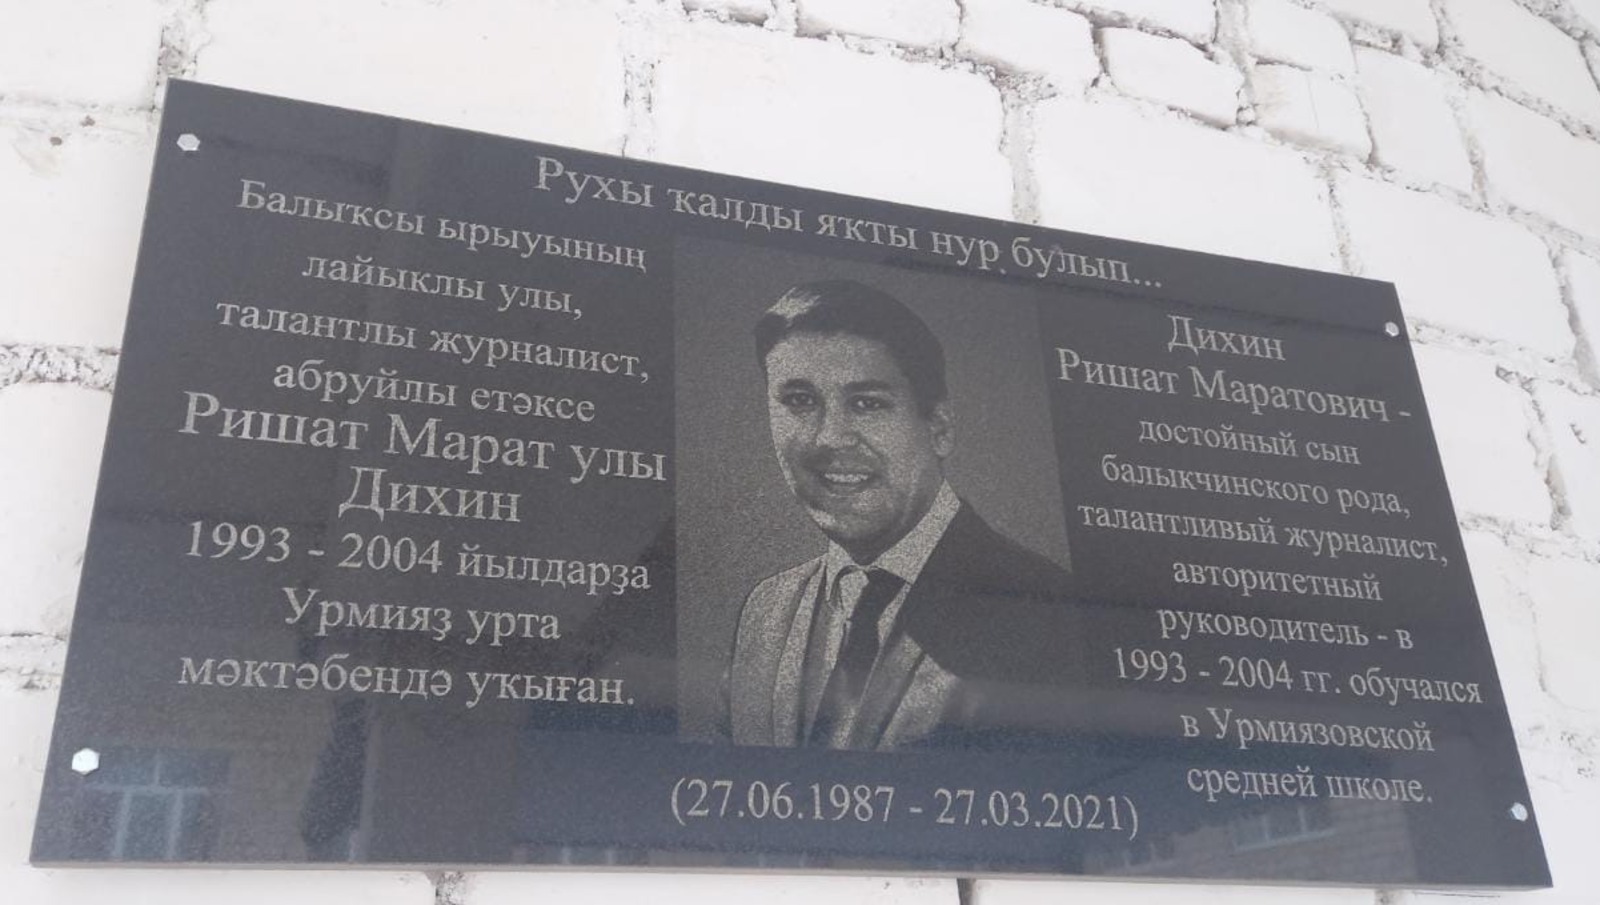 Рухы ҡалды яҡты нур булып...
Балыҡсы ырыуының
лайыклы улы,
талантлы журналист,
абруйлы етәксе
Ришат Марат улы
Дихин
1993 - 2004 йылдарҙа
Урмияҙ урта
мәктәбендә уҡыған.
Дихин
Ришат Маратович -
достойный сын
балыкчинского рода,
талантливый журналист,
авторитетный
руководитель - в
1993 - 2004 гг. обучался
в Урмиязовской
средней школе.
(27.06.1987 - 27.03.2021)